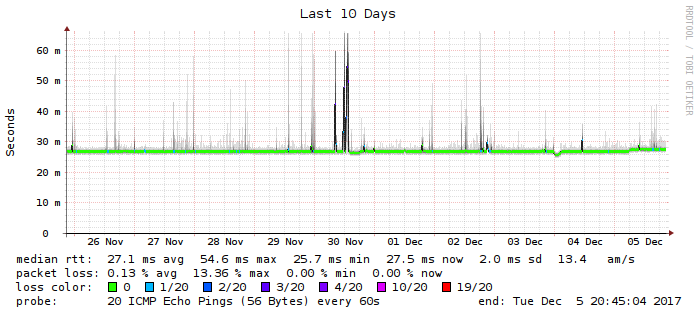 Last 10 Days
RRDTOOL / TOBI OETIKER
Seconds
60 m
50 m
40 m
30 m
20 m
10 m
0
26 Nov 27 Nov 28 Nov 29 Nov 30 Nov 01 Dec 02 Dec 03 Dec 04 Dec 05 Dec
median rtt: 27.1 ms avg 54.6 ms max 25.7 ms min 27.5 ms now 2.0 ms sd 13.4 am/s
packet loss: 0.13 % avg 13.36 % max 0.00 % min 0.00 % now
loss color: 0 1/20 2/20 3/20 4/20 10/20 19/20
probe: 20 ICMP Echo Pings (56 Bytes) every 60s end: Tue Dec 5 20:45:04 2017